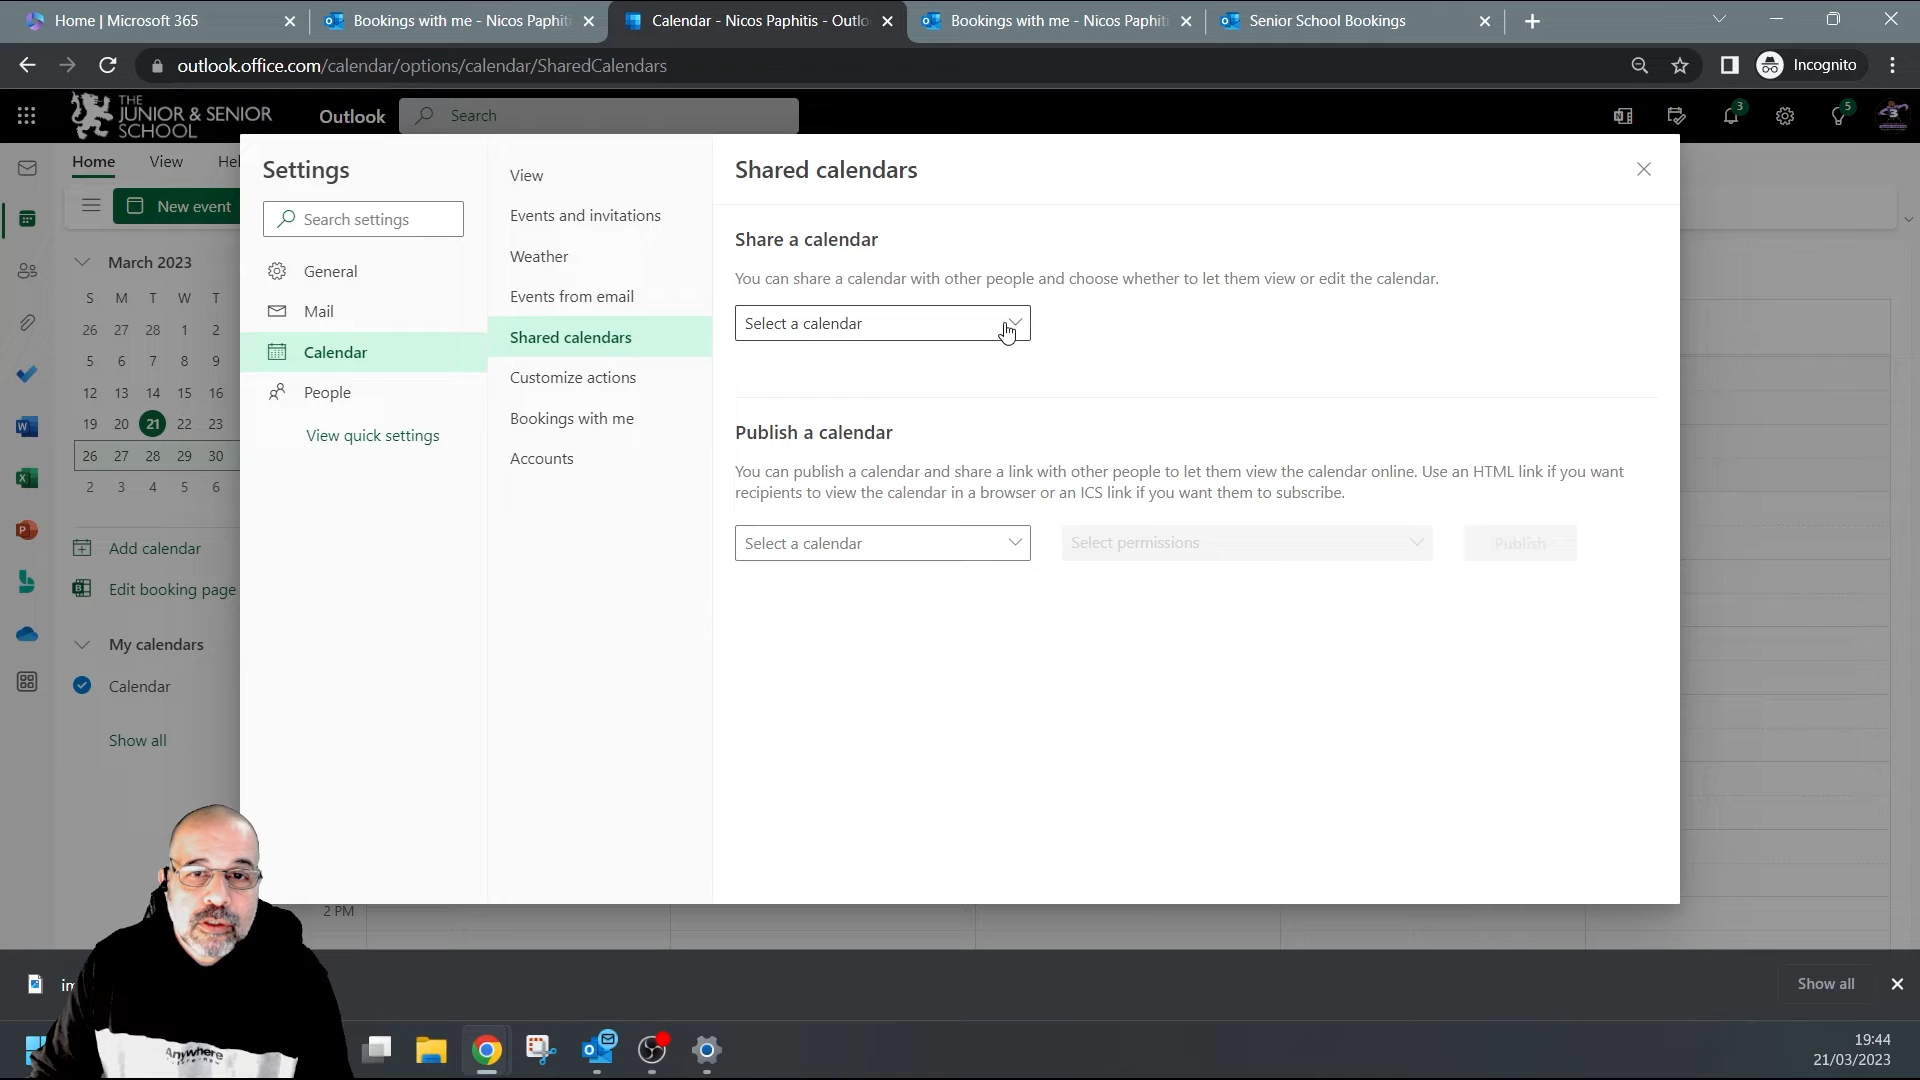 Home | Microsoft 365
Bookings with me - Nicos Paphiti
Calendar - Nicos Paphitis - Outlo
Bookings with me - Nicos Paphiti
Senior School Bookings
outlook.office.com/calendar/options/calendar/SharedCalendars
Incognito
THE
JUNIOR & SENIOR
SCHOOL
Outlook
Search
3
5
Home
View
Hel
New event
March 2023
S M T W T
26 27 28 1 2
5 6 7 8 9
12 13 14 15 16
19 20 21 22 23
26 27 28 29 30
2 3 4 5 6
Add calendar
Edit booking page
My calendars
Calendar
Show all
Settings
Search settings
General
Mail
Calendar
People
View quick settings
View
Events and invitations
Weather
Events from email
Shared calendars
Customize actions
Bookings with me
Accounts
Shared calendars
Share a calendar
You can share a calendar with other people and choose whether to let them view or edit the calendar.
Select a calendar
Publish a calendar
You can publish a calendar and share a link with other people to let them view the calendar online. Use an HTML link if you want
recipients to view the calendar in a browser or an ICS link if you want them to subscribe.
Select a calendar
Select permissions
Publish
2 PM
Show all
Anywhere
19:44
21/03/2023